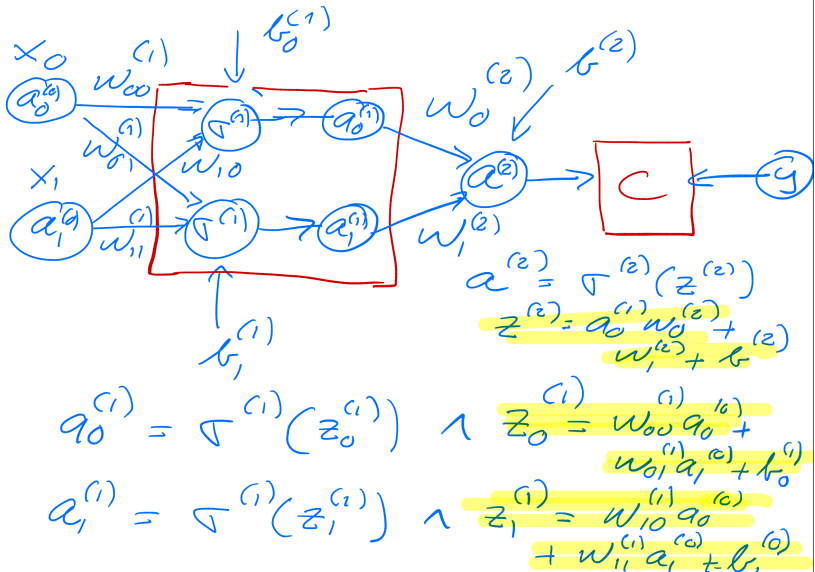 b₀⁽¹⁾
x₀ w₀₀⁽¹⁾ w₀⁽²⁾ b⁽²⁾
a₀⁽⁰⁾ σ⁽¹⁾ a₀⁽¹⁾
w₀₁⁽¹⁾ w₁₀
x₁ a⁽²⁾ C y
a₁⁽⁰⁾ w₁₁⁽¹⁾ σ⁽¹⁾ a₁⁽¹⁾ w₁⁽²⁾
b₁⁽¹⁾
a⁽²⁾ = σ⁽²⁾(z⁽²⁾)
z⁽²⁾ = a₀⁽¹⁾ w₀⁽²⁾ +
w₁⁽²⁾ + b⁽²⁾
a₀⁽¹⁾ = σ⁽¹⁾(z₀⁽¹⁾) ∧ z₀⁽¹⁾ = w₀₀⁽¹⁾ a₀⁽⁰⁾ +
w₀₁⁽¹⁾ a₁⁽⁰⁾ + b₀⁽¹⁾
a₁⁽¹⁾ = σ⁽¹⁾(z₁⁽¹⁾) ∧ z₁⁽¹⁾ = w₁₀⁽¹⁾ a₀⁽⁰⁾
+ w₁₁⁽¹⁾ a₁⁽⁰⁾ + b₁⁽⁰⁾